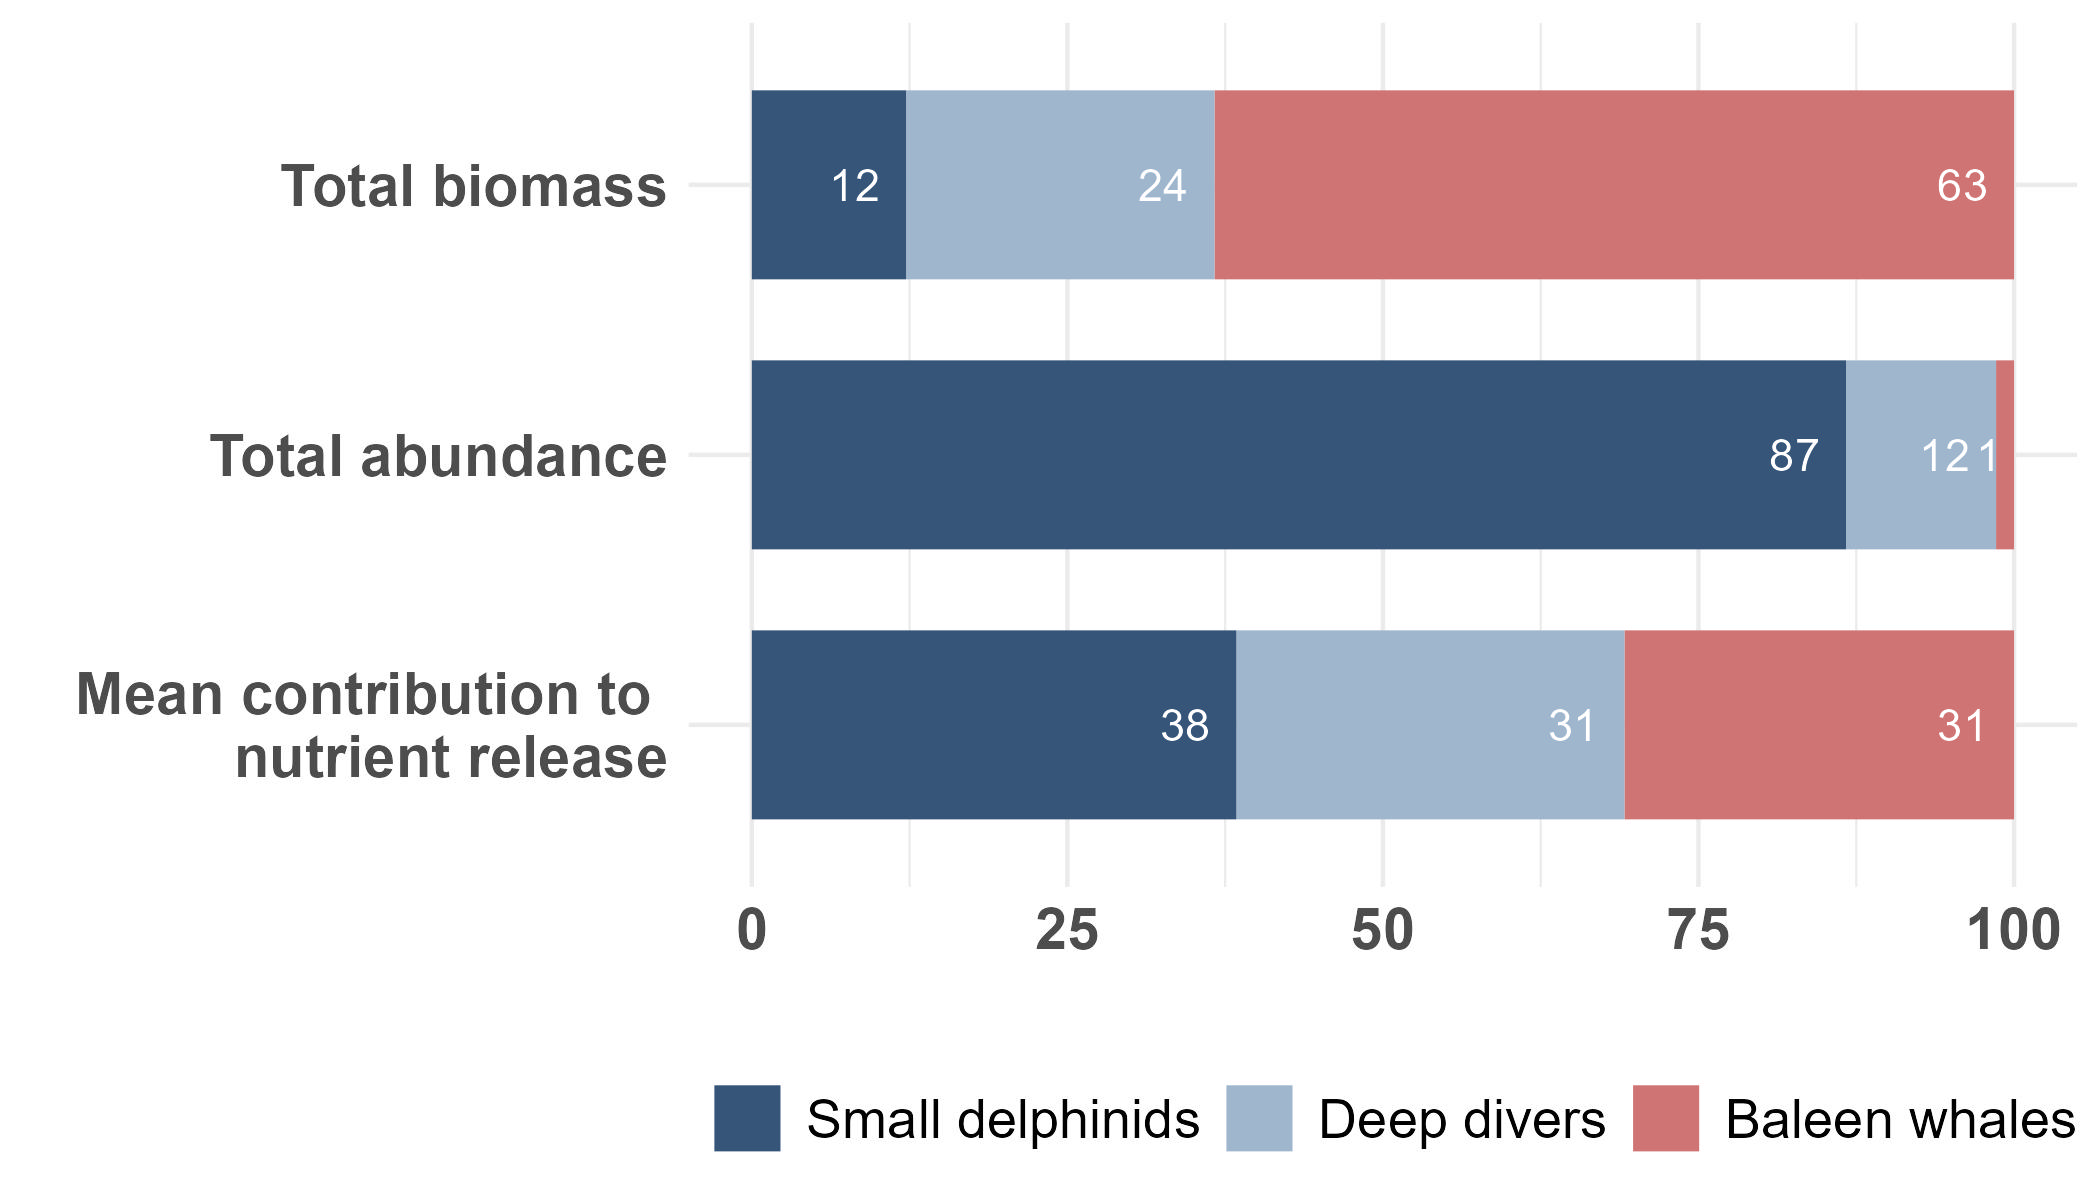 Total biomass
12 24 63
Total abundance
87 12 1
Mean contribution to
nutrient release
38 31 31
0 25 50 75 100
Small delphinids Deep divers Baleen whales